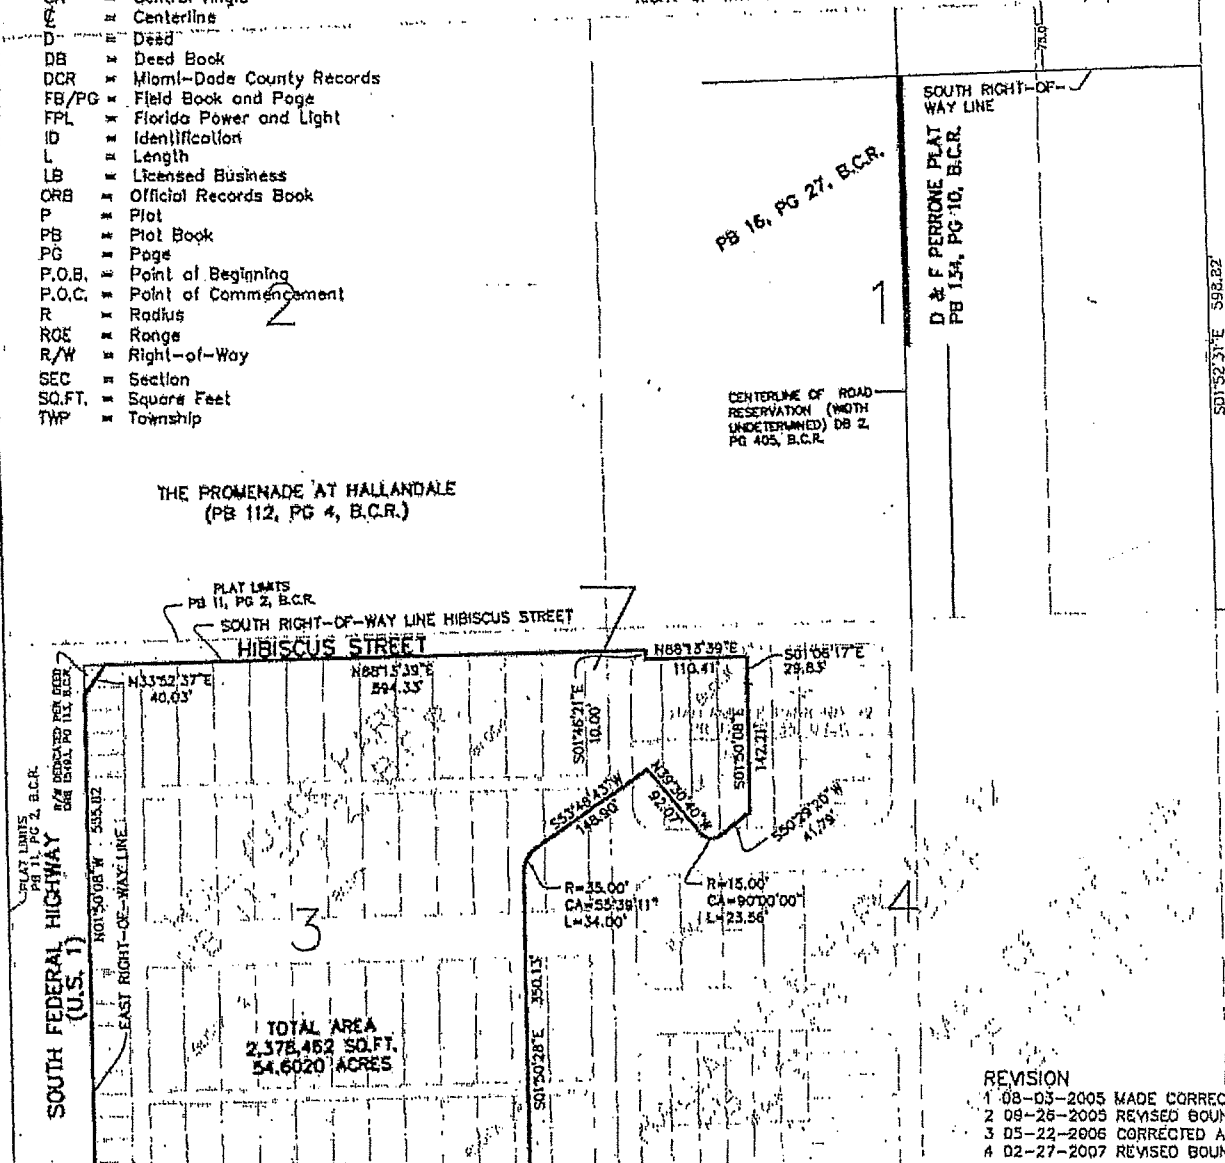 ℄ = Centerline
D = Deed
DB = Deed Book
DCR = Miami-Dade County Records
FB/PG = Field Book and Page
FPL = Florida Power and Light
ID = Identification
L = Length
LB = Licensed Business
ORB = Official Records Book
P = Plat
PB = Plat Book
PG = Page
P.O.B. = Point of Beginning
P.O.C. = Point of Commencement
R = Radius
RGE = Range
R/W = Right-of-Way
SEC = Section
SQ.FT. = Square Feet
TWP = Township
2
75.0'
SOUTH RIGHT-OF-
WAY LINE
PB 16, PG 27, B.C.R.
D & F PERRONE PLAT
PB 134, PG 10, B.C.R.
1
S01°52'31"E 598.82'
CENTERLINE OF ROAD
RESERVATION (WIDTH
UNDETERMINED) DB 2,
PG 405, B.C.R.
THE PROMENADE AT HALLANDALE
(PB 112, PG 4, B.C.R.)
PLAT LIMITS
PB 11, PG 2, B.C.R.
SOUTH RIGHT-OF-WAY LINE HIBISCUS STREET
HIBISCUS STREET
N33°52'37"E
40.03'
N88°13'39"E
594.33'
N88°13'39"E
110.41'
S01°06'17"E
29.83'
S01°46'21"E
10.00'
S01°50'08"E
142.21'
R/W DEDICATED PER DEED
PLAT LIMITS
PB 11, PG 2, B.C.R.
SOUTH FEDERAL HIGHWAY
(U.S. 1)
N01°50'08"W 555.82
EAST RIGHT-OF-WAY LINE
S53°48'43"W
148.90'
N39°30'40"W
92.07'
S50°29'20"W
41.79'
R=35.00'
CA=55°39'11"
L=34.00'
R=15.00'
CA=90°00'00"
L=23.56'
3
4
S01°50'28"E 350.13'
TOTAL AREA
2,378,462 SQ.FT.
54.6020 ACRES
REVISION
1 08-03-2005 MADE CORREC
2 09-26-2005 REVISED BOUN
3 05-22-2006 CORRECTED A
4 02-27-2007 REVISED BOUN